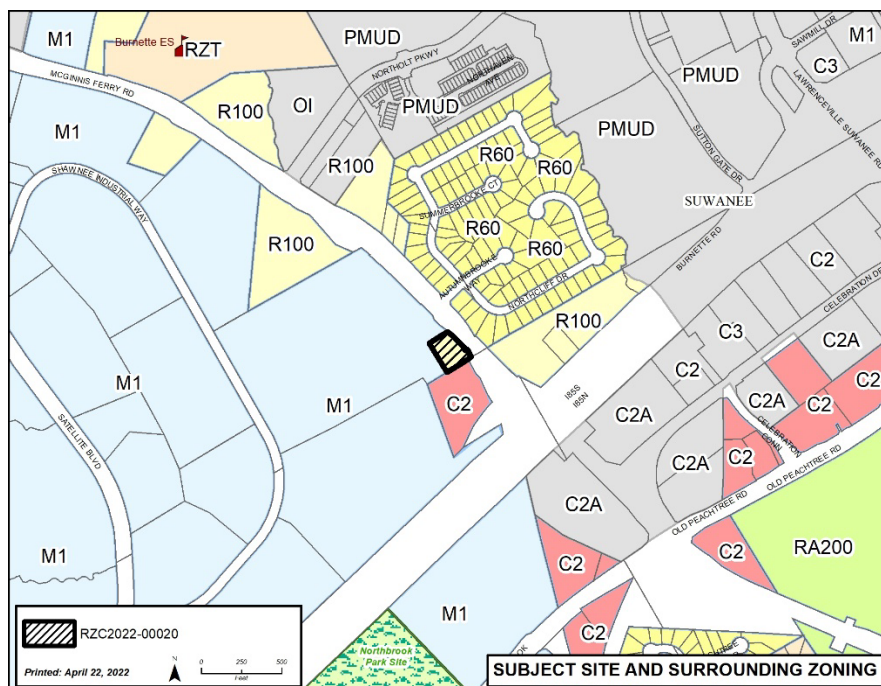 M1
Burnette ES
RZT
PMUD
NORTHOLT PKWY
NORTHAVEN
AVE
PMUD
SAWMILL DR
M1
C3
PMUD
LAWRENCEVILLE SUWANEE RD
MCGINNIS FERRY RD
R100
OI
PMUD
SUTTON GATE DR
M1
SHAWNEE INDUSTRIAL WAY
R100
R60
R60
SUMMERBROOKE CT
SUWANEE
R100
R60
R60
BURNETTE RD
AUTUMNBROOKE
WAY
NORTHCLIFF DR
C2
CELEBRATION DR
R100
C3
C2A
M1
M1
C2
C2
I85S
I85N
C2A
C2A
C2
C2
SATELLITE BLVD
C2A
C2
CELEBRATION
CONN
OLD PEACHTREE RD
OLD PEACHTREE RD
C2A
M1
C2
C2
RA200
M1
C2
RZC2022-00020
Northbrook
Park Site
Printed: April 22, 2022
N
0 250 500
Feet
SUBJECT SITE AND SURROUNDING ZONING